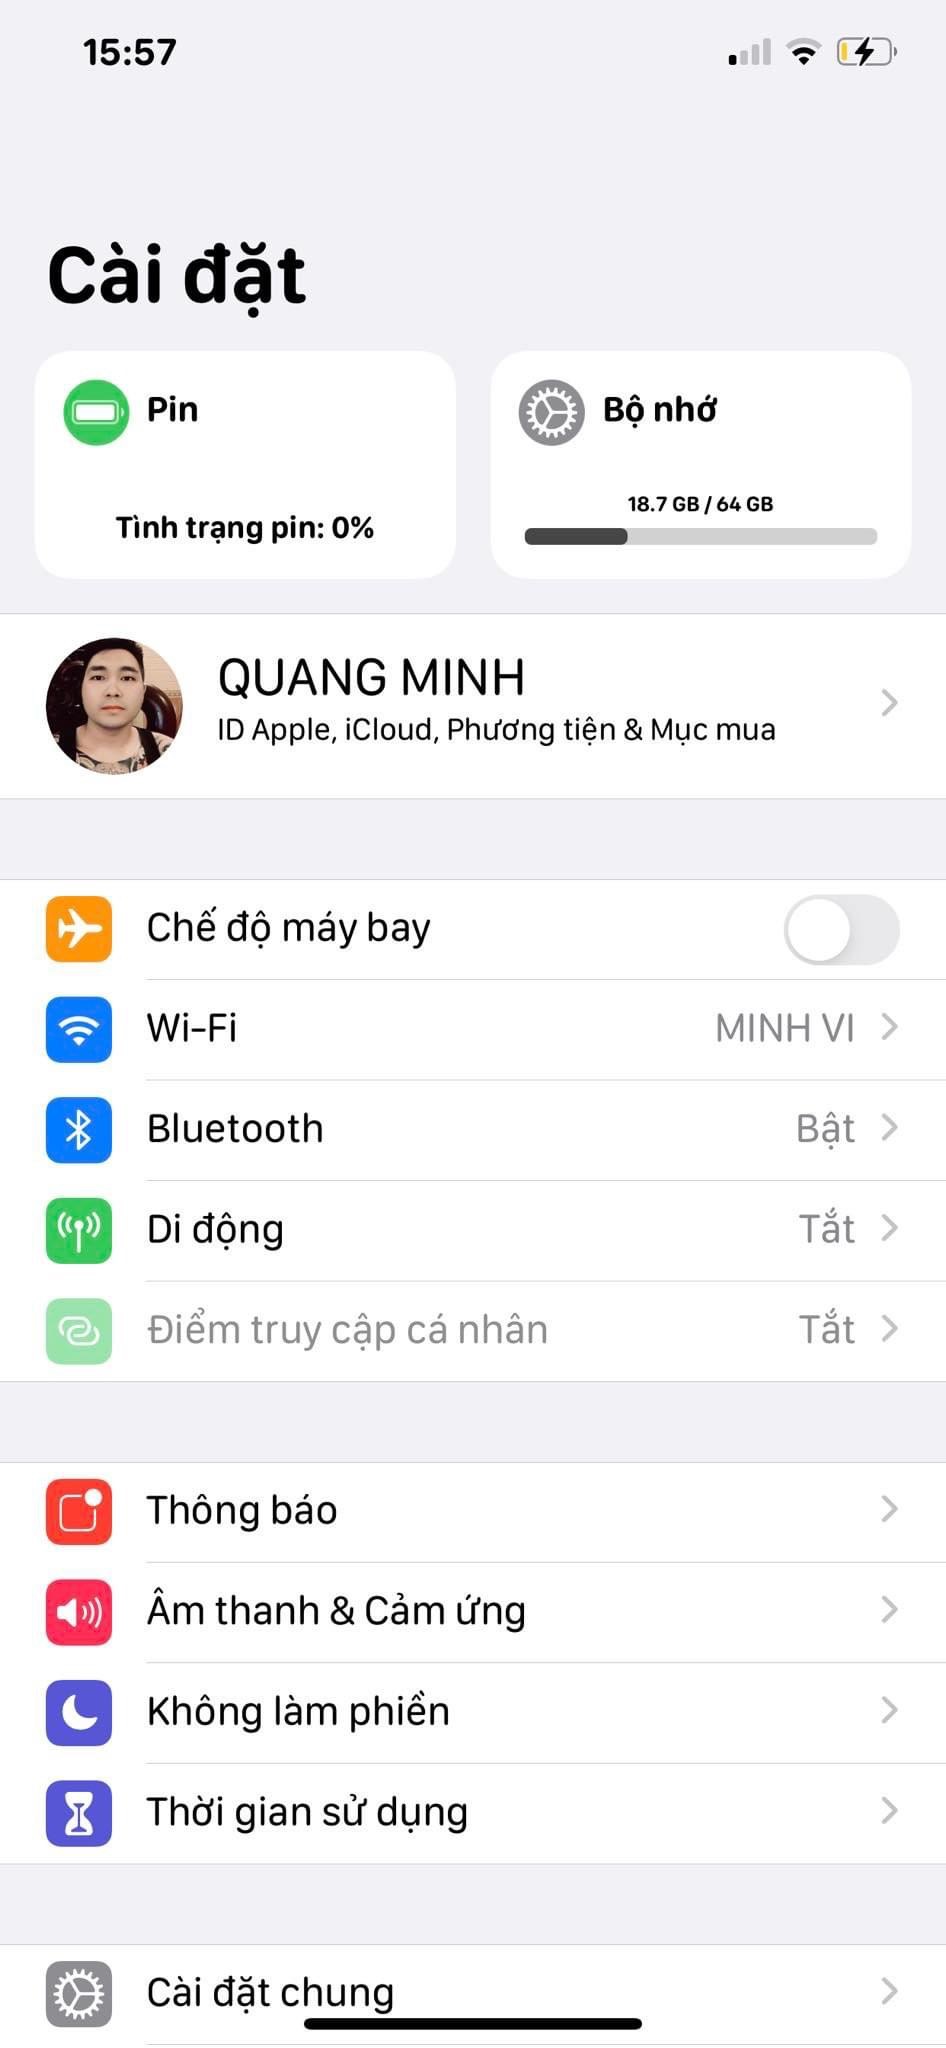 15:57
Cài đặt
Pin
Tình trạng pin: 0%
Bộ nhớ
18.7 GB / 64 GB
QUANG MINH
ID Apple, iCloud, Phương tiện & Mục mua
Chế độ máy bay
Wi-Fi MINH VI
Bluetooth Bật
Di động Tắt
Điểm truy cập cá nhân Tắt
Thông báo
Âm thanh & Cảm ứng
Không làm phiền
Thời gian sử dụng
Cài đặt chung